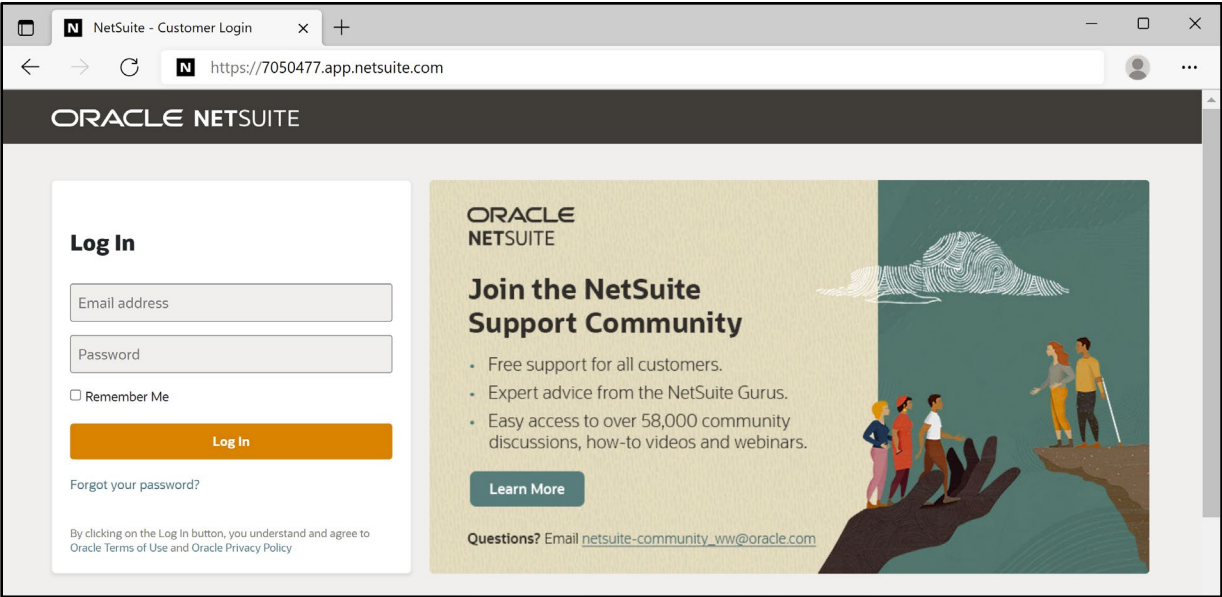 NetSuite - Customer Login
https://7050477.app.netsuite.com
ORACLE NETSUITE
Log In
Email address
Password
Remember Me
Log In
Forgot your password?
By clicking on the Log In button, you understand and agree to
Oracle Terms of Use and Oracle Privacy Policy
ORACLE
NETSUITE
Join the NetSuite
Support Community
• Free support for all customers.
• Expert advice from the NetSuite Gurus.
• Easy access to over 58,000 community
discussions, how-to videos and webinars.
Learn More
Questions? Email netsuite-community_ww@oracle.com